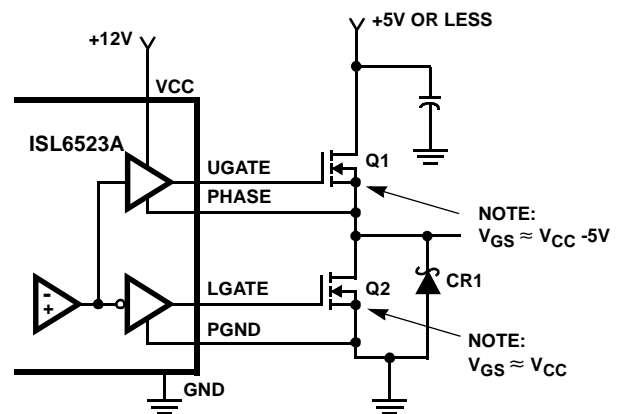 +5V OR LESS
+12V
VCC
ISL6523A
UGATE
Q1
PHASE
NOTE:
VGS ≈ VCC -5V
LGATE
Q2
CR1
-
+
PGND
NOTE:
VGS ≈ VCC
GND